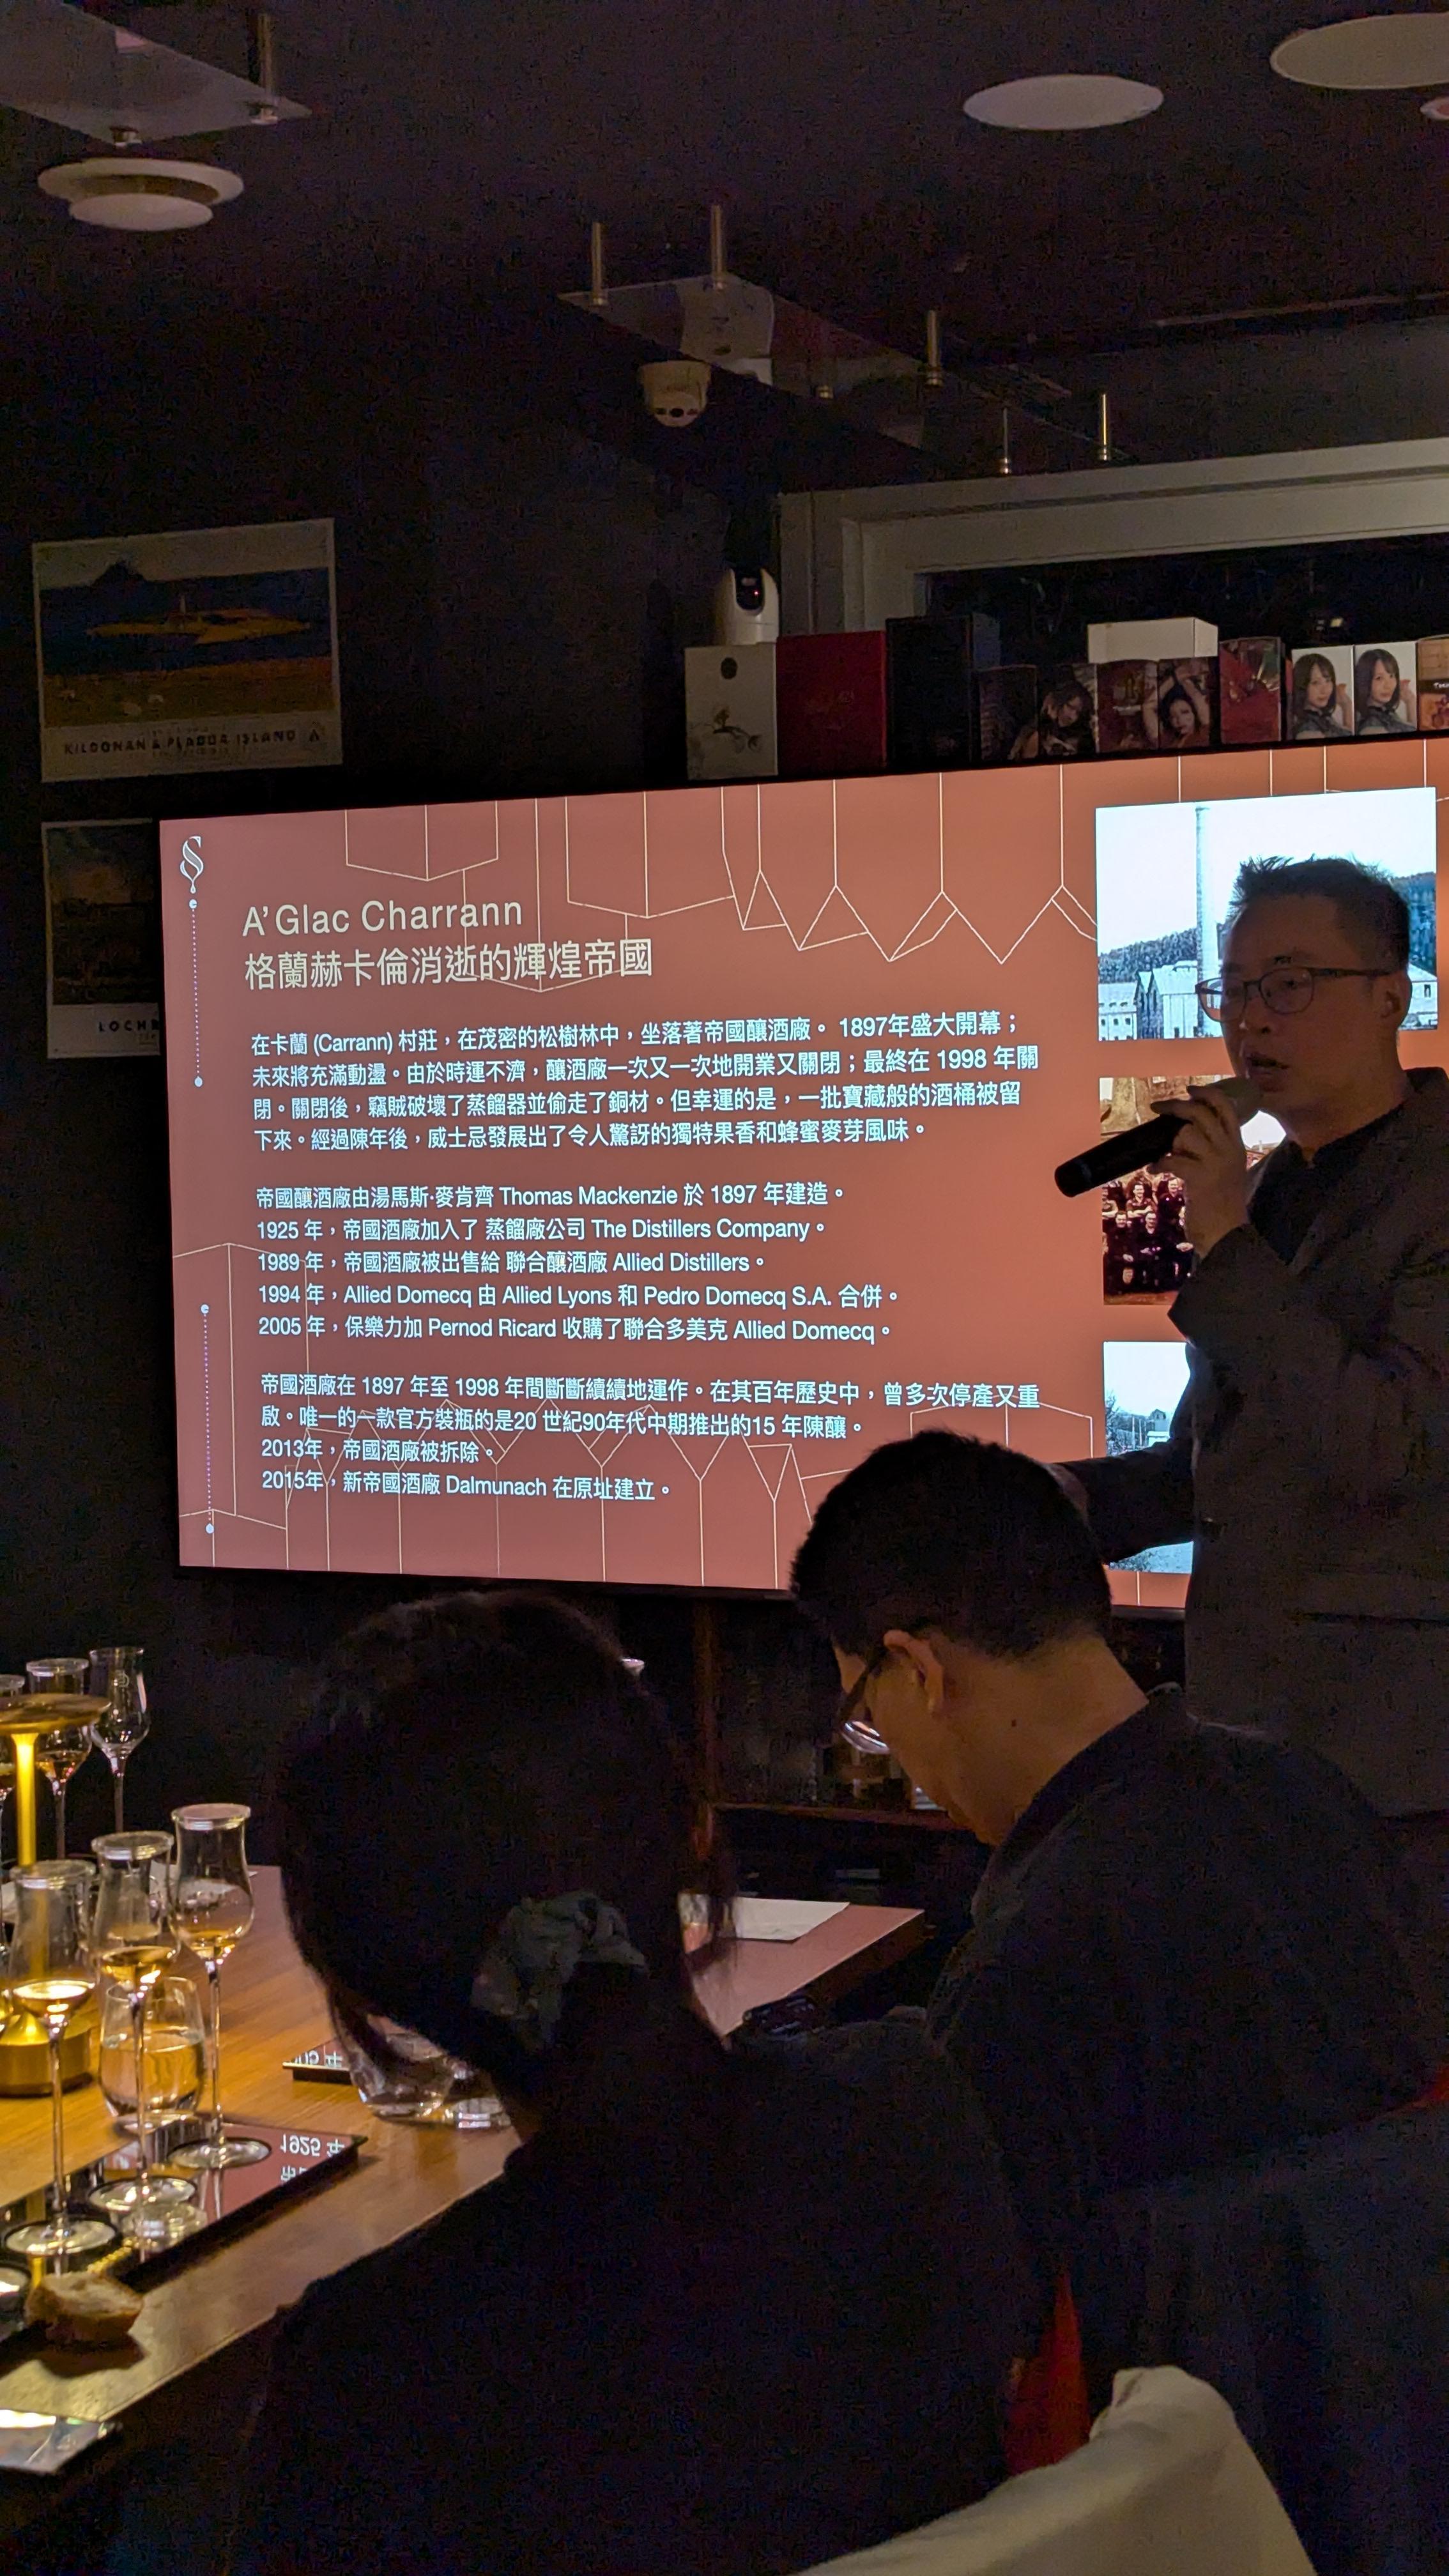 KILDONAN & PLADDA ISLAND
LOCH
A’Glac Charrann
格蘭赫卡倫消逝的輝煌帝國
在卡蘭 (Carrann) 村莊，在茂密的松樹林中，坐落著帝國釀酒廠。 1897年盛大開幕；
未來將充滿動盪。由於時運不濟，釀酒廠一次又一次地開業又關閉；最終在 1998 年關
閉。關閉後，竊賊破壞了蒸餾器並偷走了銅材。但幸運的是，一批寶藏般的酒桶被留
下來。經過陳年後，威士忌發展出了令人驚訝的獨特果香和蜂蜜麥芽風味。
帝國釀酒廠由湯馬斯·麥肯齊 Thomas Mackenzie 於 1897 年建造。
1925 年，帝國酒廠加入了 蒸餾廠公司 The Distillers Company。
1989 年，帝國酒廠被出售給 聯合釀酒廠 Allied Distillers。
1994 年，Allied Domecq 由 Allied Lyons 和 Pedro Domecq S.A. 合併。
2005 年，保樂力加 Pernod Ricard 收購了聯合多美克 Allied Domecq。
帝國酒廠在 1897 年至 1998 年間斷斷續續地運作。在其百年歷史中，曾多次停產又重
啟。唯一的一款官方裝瓶的是20 世紀90年代中期推出的15 年陳釀。
2013年，帝國酒廠被拆除。
2015年，新帝國酒廠 Dalmunach 在原址建立。
1925 年